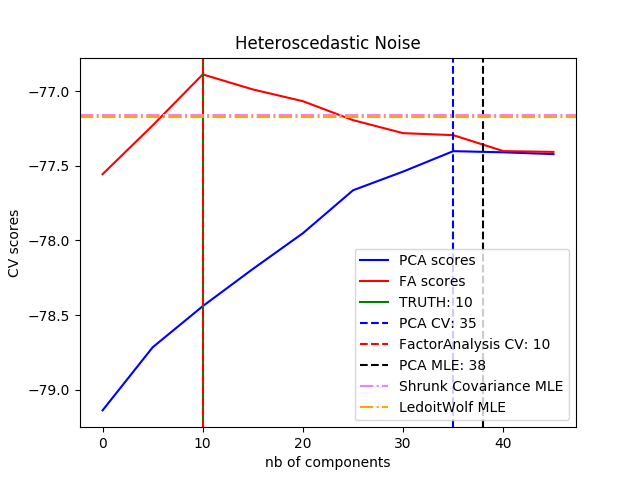 Heteroscedastic Noise
CV scores
−77.0
−77.5
−78.0
−78.5
−79.0
PCA scores
FA scores
TRUTH: 10
PCA CV: 35
FactorAnalysis CV: 10
PCA MLE: 38
Shrunk Covariance MLE
LedoitWolf MLE
0 10 20 30 40
nb of components